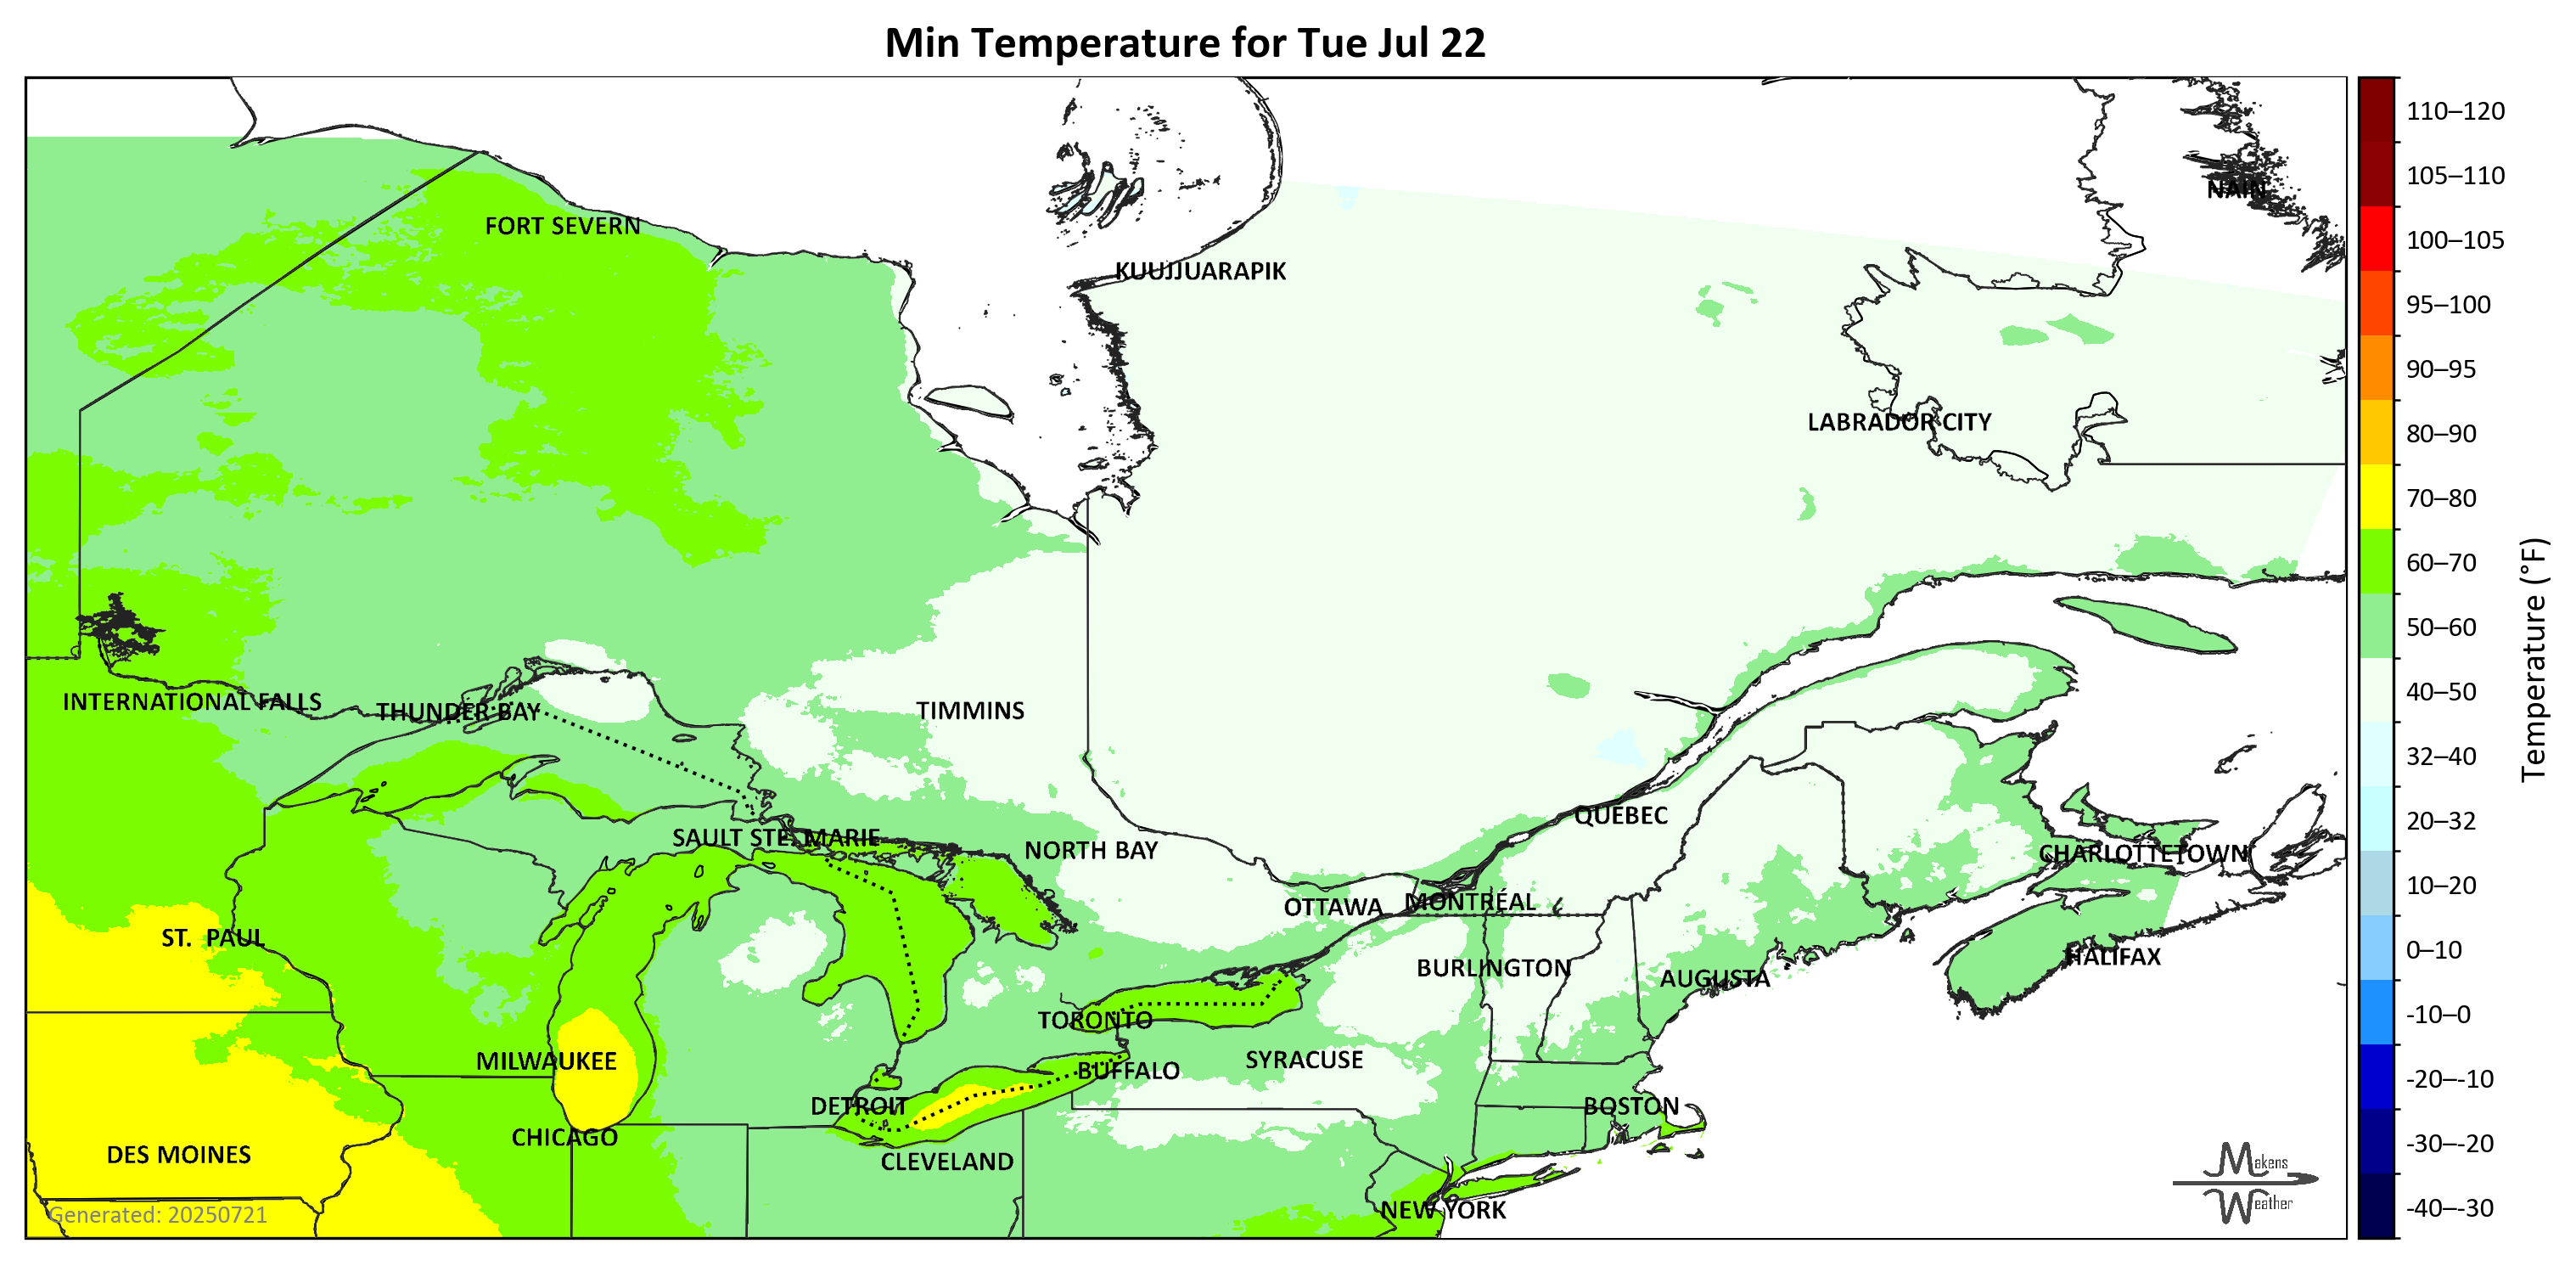 Min Temperature for Tue Jul 22
110–120
105–110
NAIN
FORT SEVERN
100–105
KUUJJUARAPIK
95–100
90–95
LABRADOR CITY
80–90
70–80
60–70
50–60
Temperature (°F)
40–50
INTERNATIONAL FALLS
THUNDER BAY
TIMMINS
32–40
QUEBEC
20–32
SAULT STE. MARIE
NORTH BAY
CHARLOTTETOWN
10–20
OTTAWA
MONTRÉAL
ST. PAUL
0–10
HALIFAX
BURLINGTON
AUGUSTA
-10–0
TORONTO
MILWAUKEE
SYRACUSE
BUFFALO
-20–-10
DETROIT
BOSTON
CHICAGO
-30–-20
DES MOINES
CLEVELAND
Makens
Weather
NEW YORK
-40–-30
Generated: 20250721